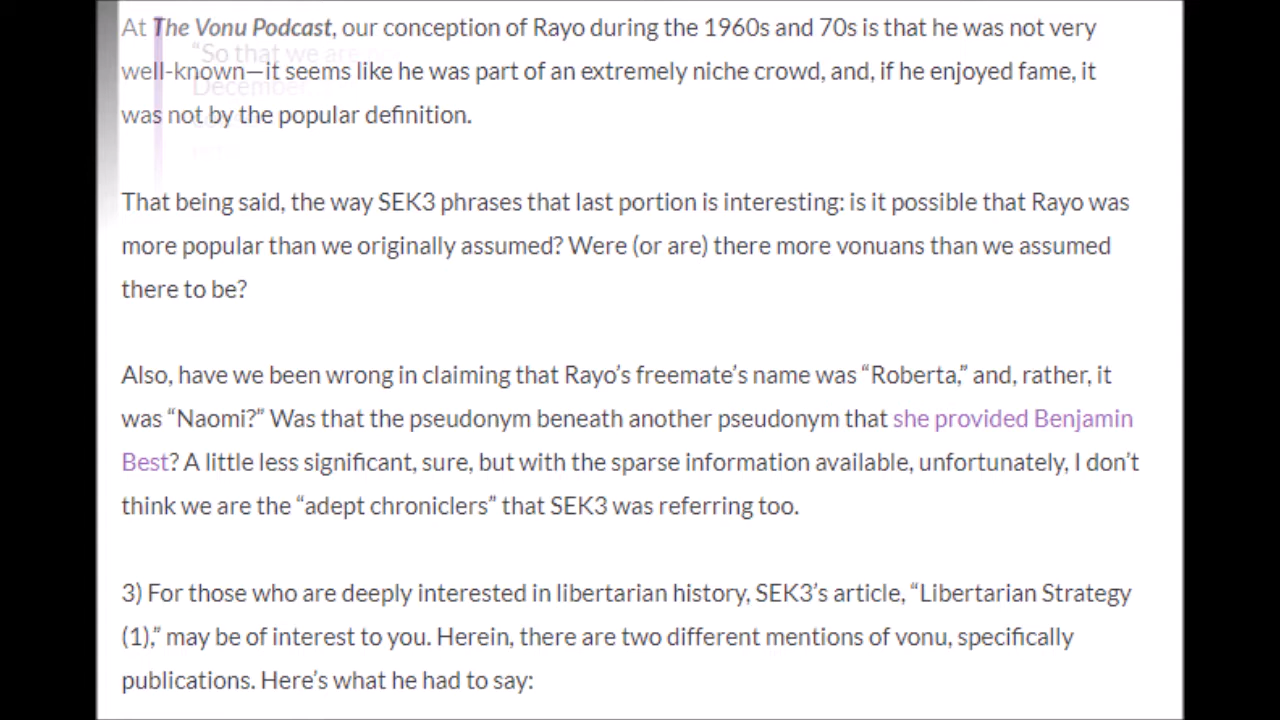 At The Vonu Podcast, our conception of Rayo during the 1960s and 70s is that he was not very
“So that we are
well-known—it seems like he was part of an extremely niche crowd, and, if he enjoyed fame, it
December,
was not by the popular definition.
That being said, the way SEK3 phrases that last portion is interesting: is it possible that Rayo was
more popular than we originally assumed? Were (or are) there more vonuans than we assumed
there to be?
Also, have we been wrong in claiming that Rayo’s freemate’s name was “Roberta,” and, rather, it
was “Naomi?” Was that the pseudonym beneath another pseudonym that she provided Benjamin
Best? A little less significant, sure, but with the sparse information available, unfortunately, I don’t
think we are the “adept chroniclers” that SEK3 was referring too.
3) For those who are deeply interested in libertarian history, SEK3’s article, “Libertarian Strategy
(1),” may be of interest to you. Herein, there are two different mentions of vonu, specifically
publications. Here’s what he had to say: